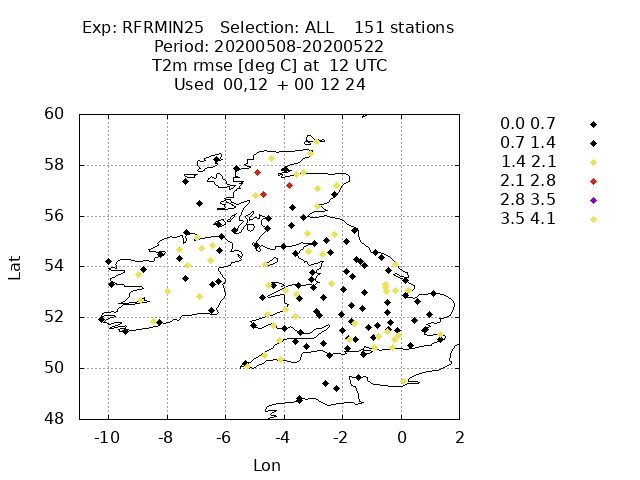 Exp: RFRMIN25 Selection: ALL 151 stations
Period: 20200508-20200522
T2m rmse [deg C] at 12 UTC
Used 00,12 + 00 12 24
60
58
56
54
52
50
48
Lat
-10 -8 -6 -4 -2 0 2
Lon
0.0 0.7
0.7 1.4
1.4 2.1
2.1 2.8
2.8 3.5
3.5 4.1